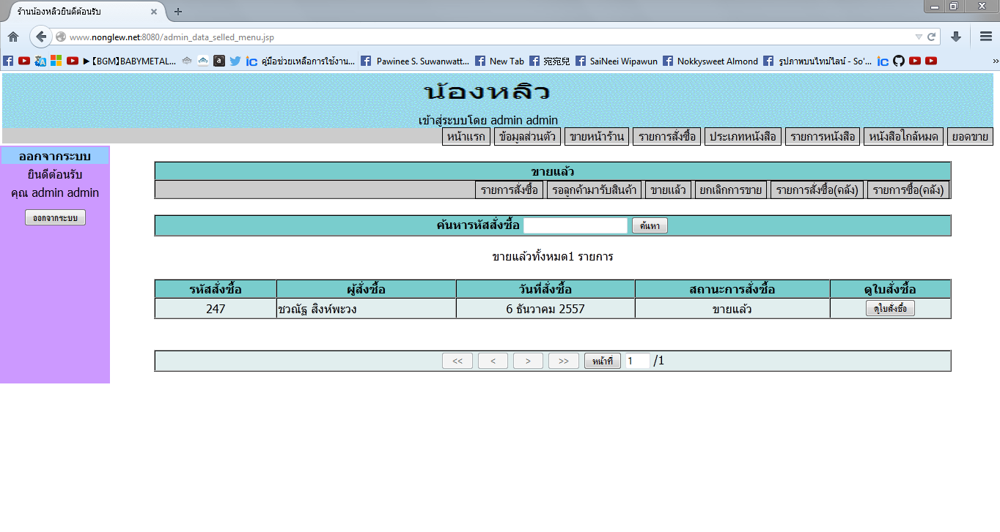 ร้านน้องหลิวยินดีต้อนรับ
www.nonglew.net:8080/admin_data_selled_menu.jsp
►【BGM】BABYMETAL... a ic คู่มือช่วยเหลือการใช้งาน... Pawinee S. Suwanwatt... New Tab 宛宛兒 SaiNeei Wipawun Nokkysweet Almond รูปภาพบนไทม์ไลน์ - So'... ic »
น้องหลิว
เข้าสู่ระบบโดย admin admin
หน้าแรก ข้อมูลส่วนตัว ขายหน้าร้าน รายการสั่งซื้อ ประเภทหนังสือ รายการหนังสือ หนังสือใกล้หมด ยอดขาย
ออกจากระบบ
ยินดีต้อนรับ
คุณ admin admin
ออกจากระบบ
ขายแล้ว
รายการสั่งซื้อ รอลูกค้ามารับสินค้า ขายแล้ว ยกเลิกการขาย รายการสั่งซื้อ(คลัง) รายการซื้อ(คลัง)
ค้นหารหัสสั่งซื้อ ค้นหา
ขายแล้วทั้งหมด1 รายการ
รหัสสั่งซื้อ ผู้สั่งซื้อ วันที่สั่งซื้อ สถานะการสั่งซื้อ ดูใบสั่งซื้อ
247 ชวณัฐ สิงห์พะวง 6 ธันวาคม 2557 ขายแล้ว ดูใบสั่งซื้อ
<< < > >> หน้าที่ 1 /1